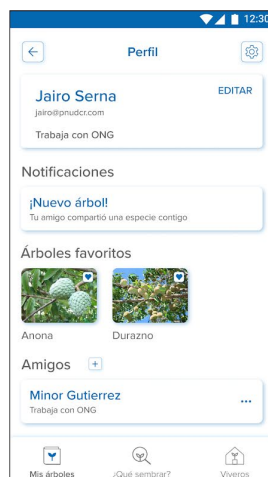 12:30
Perfil
Jairo Serna
EDITAR
jairo@pnudcr.com
Trabaja con ONG
Notificaciones
¡Nuevo árbol!
Tu amigo compartió una especie contigo
Árboles favoritos
Anona
Durazno
Amigos +
Minor Gutierrez
...
Trabaja con ONG
Mis árboles
¿Qué sembrar?
Viveros